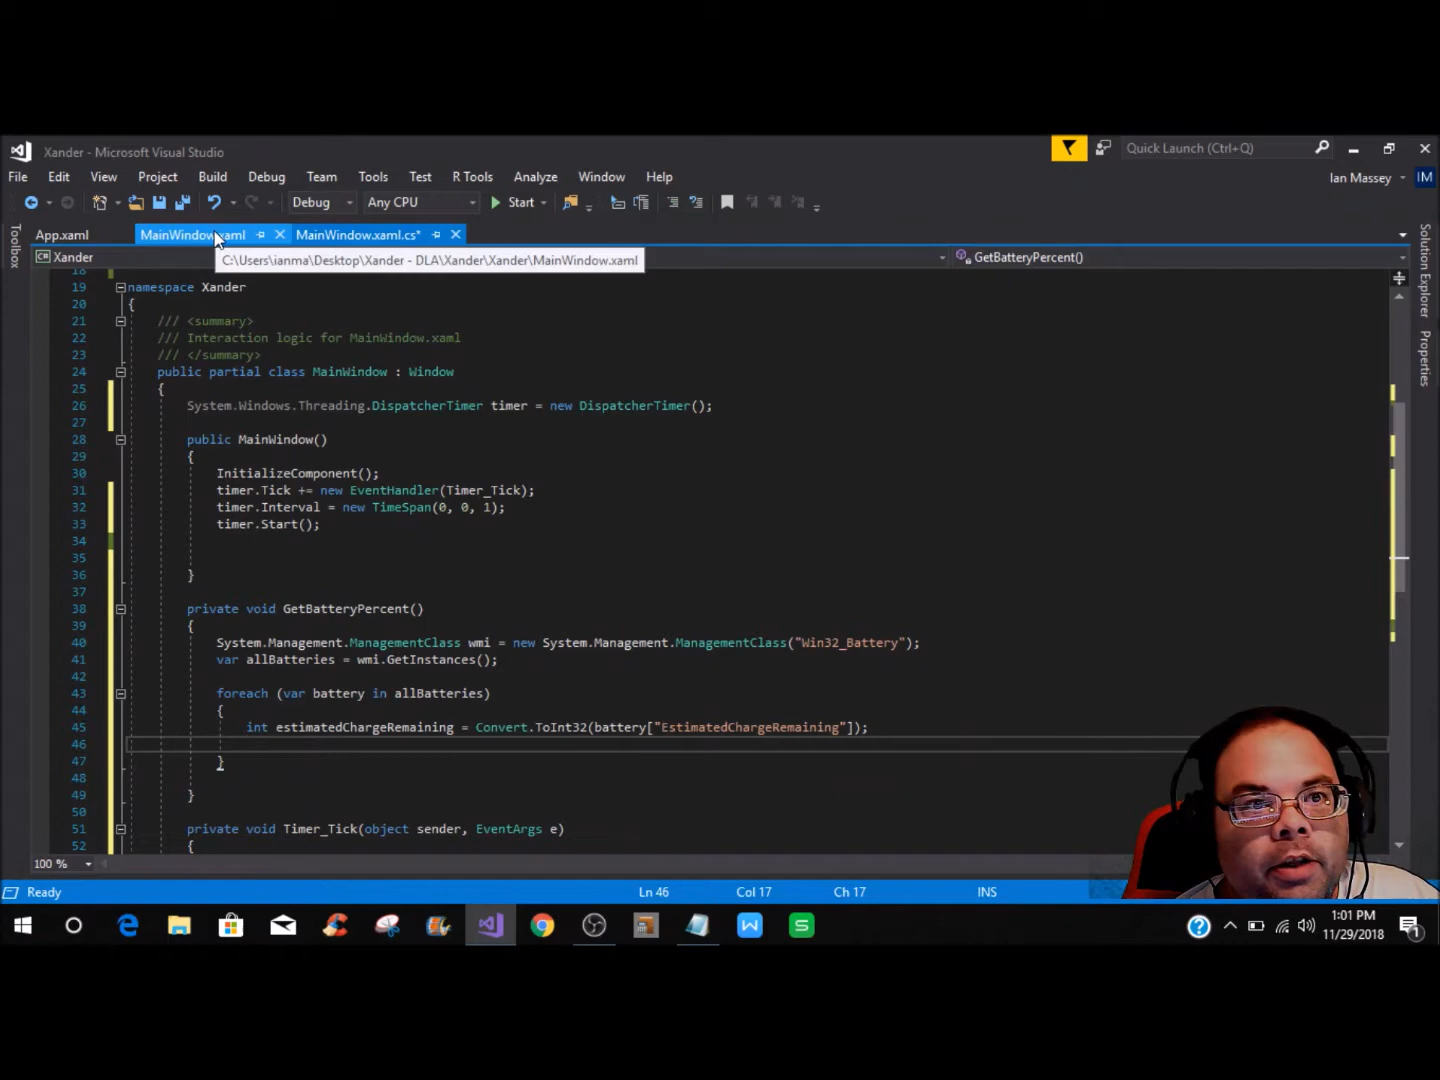 Xander - Microsoft Visual Studio
Quick Launch (Ctrl+Q)
File Edit View Project Build Debug Team Tools Test R Tools Analyze Window Help
Ian Massey IM
Debug Any CPU Start
App.xaml MainWindow.xaml MainWindow.xaml.cs*
Toolbox
Solution Explorer
Properties
Xander GetBatteryPercent()
C:\Users\ianma\Desktop\Xander - DLA\Xander\Xander\MainWindow.xaml
18
19 namespace Xander
20 {
21 /// <summary>
22 /// Interaction logic for MainWindow.xaml
23 /// </summary>
24 public partial class MainWindow : Window
25 {
26 System.Windows.Threading.DispatcherTimer timer = new DispatcherTimer();
27
28 public MainWindow()
29 {
30 InitializeComponent();
31 timer.Tick += new EventHandler(Timer_Tick);
32 timer.Interval = new TimeSpan(0, 0, 1);
33 timer.Start();
34
35
36 }
37
38 private void GetBatteryPercent()
39 {
40 System.Management.ManagementClass wmi = new System.Management.ManagementClass("Win32_Battery");
41 var allBatteries = wmi.GetInstances();
42
43 foreach (var battery in allBatteries)
44 {
45 int estimatedChargeRemaining = Convert.ToInt32(battery["EstimatedChargeRemaining"]);
46
47 }
48
49 }
50
51 private void Timer_Tick(object sender, EventArgs e)
52 {
100 %
Ready Ln 46 Col 17 Ch 17 INS
1:01 PM
11/29/2018
1